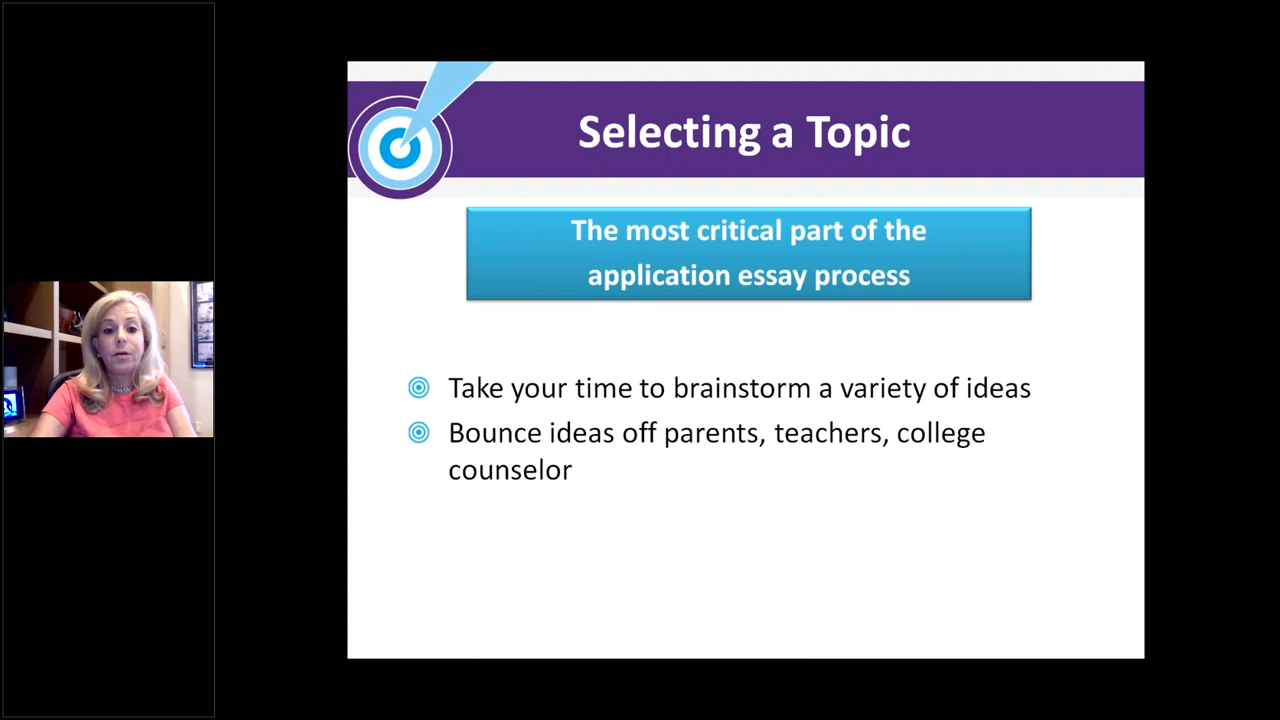 Selecting a Topic
The most critical part of the
application essay process
Take your time to brainstorm a variety of ideas
Bounce ideas off parents, teachers, college
counselor